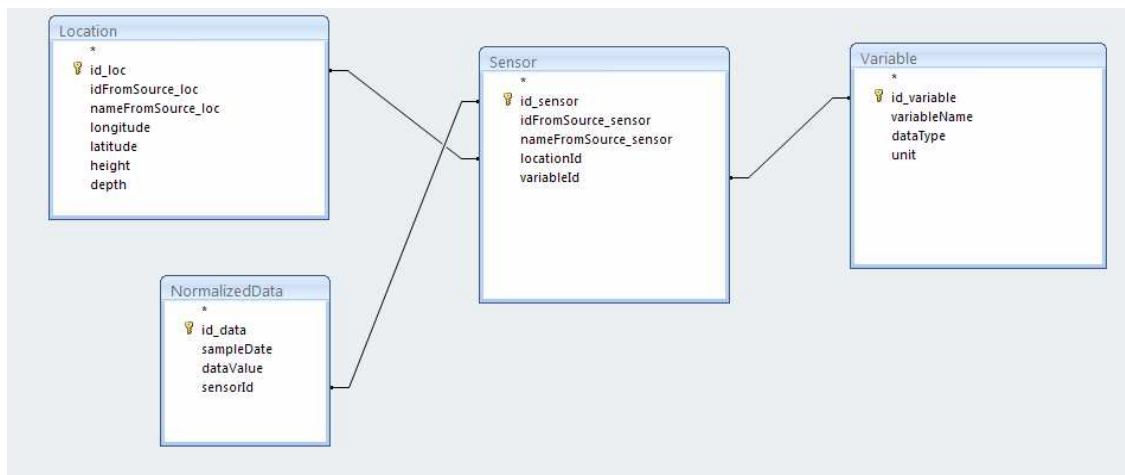 Location
*
id_loc
idFromSource_loc
nameFromSource_loc
longitude
latitude
height
depth
Sensor
*
id_sensor
idFromSource_sensor
nameFromSource_sensor
locationId
variableId
Variable
*
id_variable
variableName
dataType
unit
NormalizedData
*
id_data
sampleDate
dataValue
sensorId